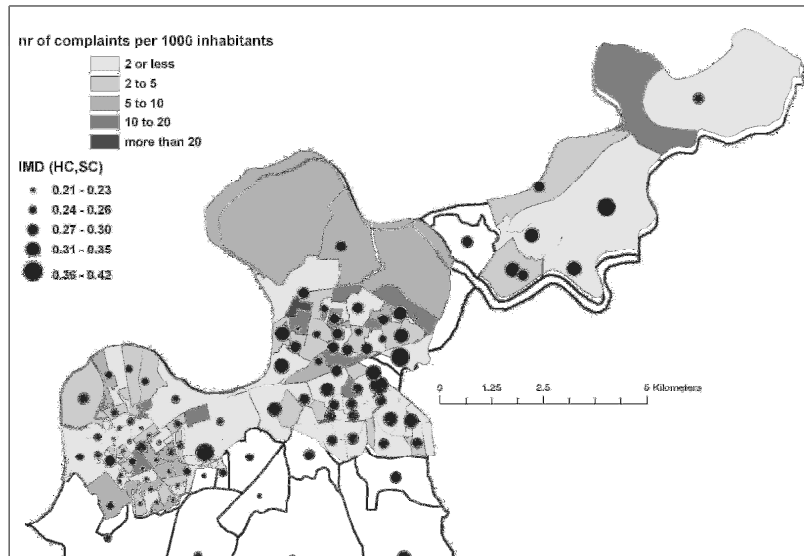 nr of complaints per 1000 inhabitants
2 or less
2 to 5
5 to 10
10 to 20
more than 20
IMD (HC,SC)
0.21 - 0.23
0.24 - 0.26
0.27 - 0.30
0.31 - 0.35
0.36 - 0.42
0 1.25 2.5 5 Kilometers